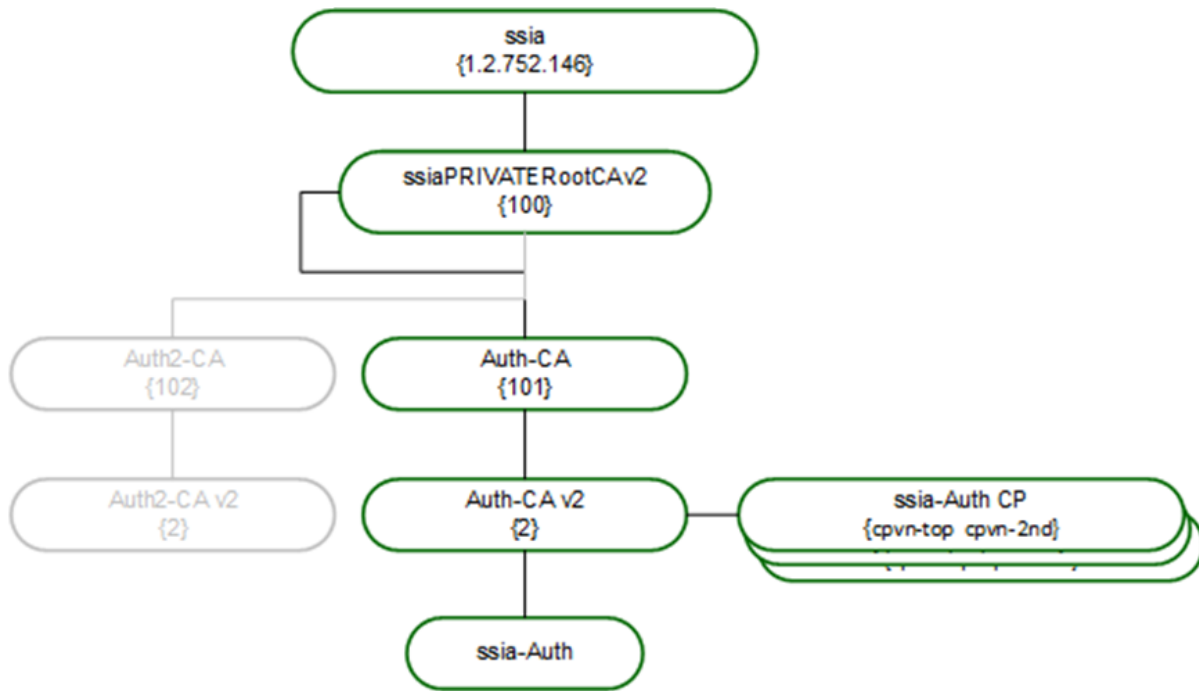 ssia
{1.2.752.146}
ssiaPRIVATERootCAv2
{100}
Auth2-CA
{102}
Auth-CA
{101}
Auth2-CA v2
{2}
Auth-CA v2
{2}
ssia-Auth CP
{cpvn-top cpvn-2nd}
ssia-Auth